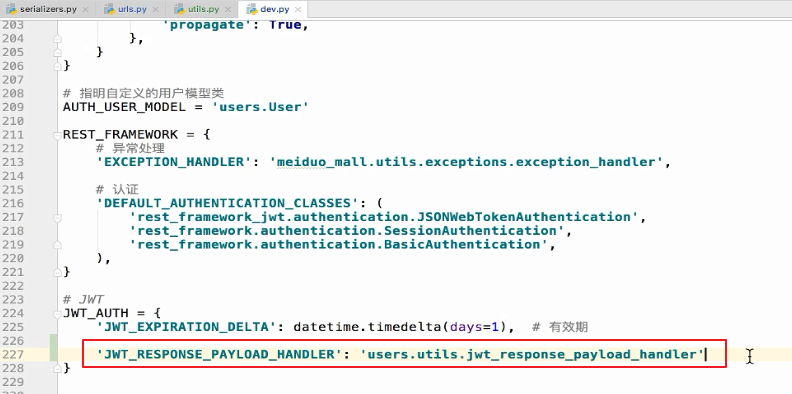 serializers.py × urls.py × utils.py × dev.py ×
203 'propagate': True,
204 },
205 }
206 }
207
208 # 指明自定义的用户模型类
209 AUTH_USER_MODEL = 'users.User'
210
211 REST_FRAMEWORK = {
212 # 异常处理
213 'EXCEPTION_HANDLER': 'meiduo_mall.utils.exceptions.exception_handler',
214
215 # 认证
216 'DEFAULT_AUTHENTICATION_CLASSES': (
217 'rest_framework_jwt.authentication.JSONWebTokenAuthentication',
218 'rest_framework.authentication.SessionAuthentication',
219 'rest_framework.authentication.BasicAuthentication',
220 ),
221 }
222
223 # JWT
224 JWT_AUTH = {
225 'JWT_EXPIRATION_DELTA': datetime.timedelta(days=1), # 有效期
226
227 'JWT_RESPONSE_PAYLOAD_HANDLER': 'users.utils.jwt_response_payload_handler'
228 }
229